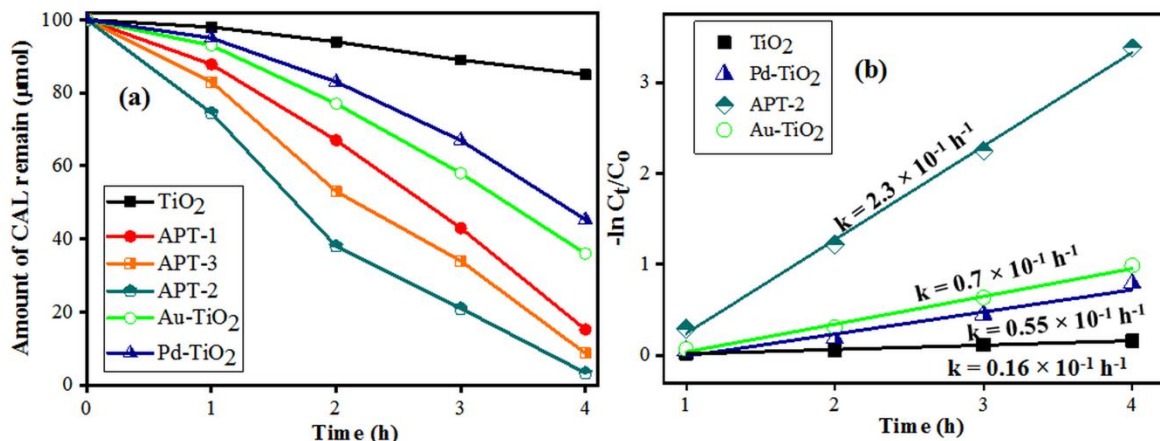 100
80
60
40
20
0
0
1
2
3
4
Amount of CAL remain (μmol)
Time (h)
(a)
TiO₂
APT-1
APT-3
APT-2
Au-TiO₂
Pd-TiO₂
3
2
1
0
1
2
3
4
-ln Cₜ/Cₒ
Time (h)
(b)
TiO₂
Pd-TiO₂
APT-2
Au-TiO₂
k = 2.3 × 10⁻¹ h⁻¹
k = 0.7 × 10⁻¹ h⁻¹
k = 0.55 × 10⁻¹ h⁻¹
k = 0.16 × 10⁻¹ h⁻¹